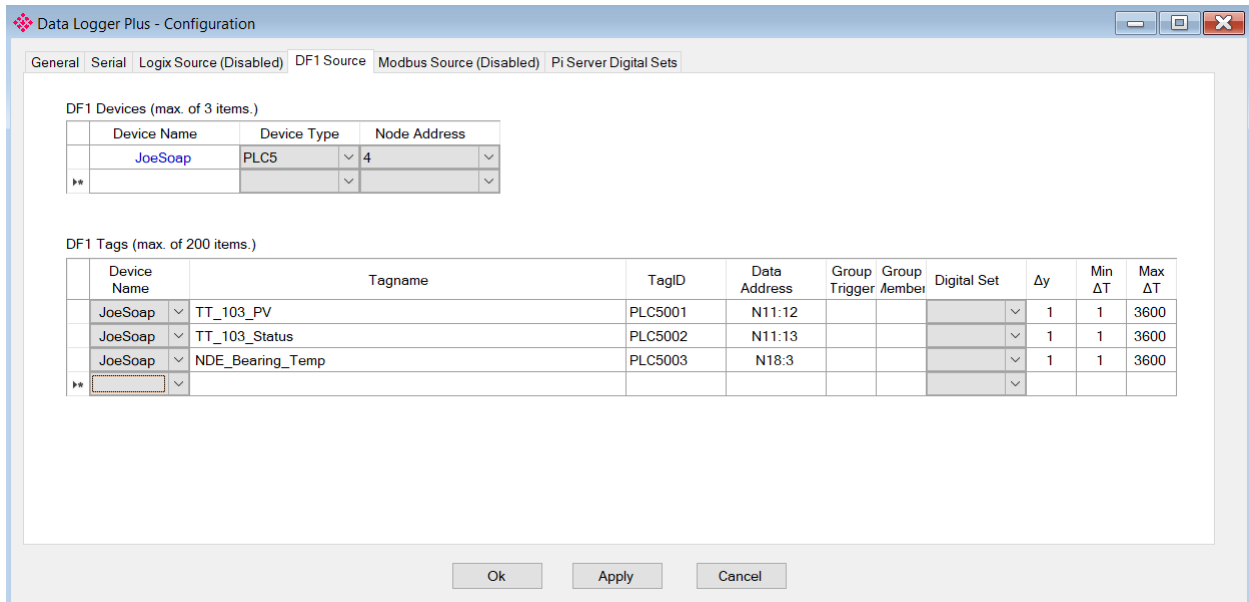 Data Logger Plus - Configuration
General Serial Logix Source (Disabled) DF1 Source Modbus Source (Disabled) Pi Server Digital Sets
DF1 Devices (max. of 3 items.)
Device Name Device Type Node Address
JoeSoap PLC5 4
DF1 Tags (max. of 200 items.)
Device Name Tagname TagID Data Address Group Trigger Group Member Digital Set Δy Min ΔT Max ΔT
JoeSoap TT_103_PV PLC5001 N11:12 1 1 3600
JoeSoap TT_103_Status PLC5002 N11:13 1 1 3600
JoeSoap NDE_Bearing_Temp PLC5003 N18:3 1 1 3600
Ok Apply Cancel